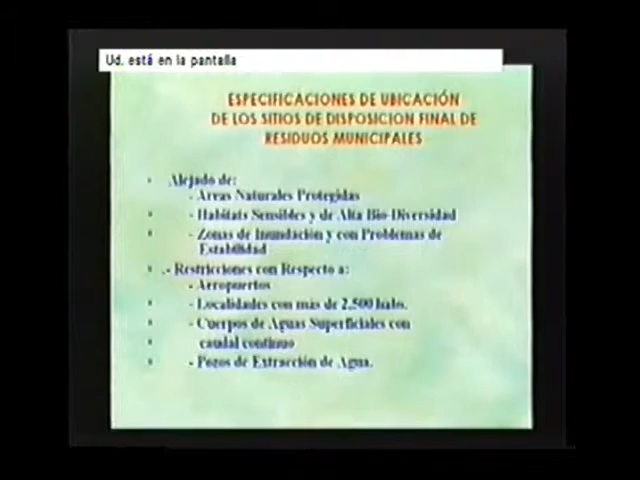 Ud. está en la pantalla
ESPECIFICACIONES DE UBICACIÓN
DE LOS SITIOS DE DISPOSICION FINAL DE
RESIDUOS MUNICIPALES
• Alejado de:
- Areas Naturales Protegidas
• - Habitats Sensibles y de Alta Bio-Diversidad
• - Zonas de Inundación y con Problemas de
Estabilidad
• .- Restricciones con Respecto a:
- Aeropuertos
• - Localidades con más de 2,500 habs.
• - Cuerpos de Aguas Superficiales con
• caudal continuo
• - Pozos de Extracción de Agua.